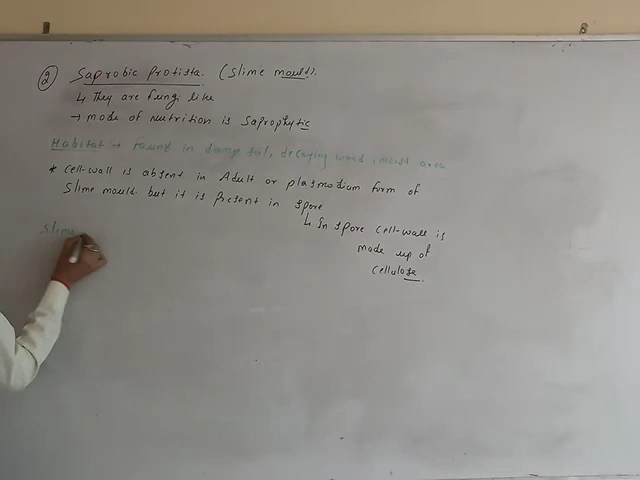 ② Saprobic Protista. (Slime mould).
↳ They are fungi like
→ mode of Nutrition is Saprophytic
Habitat :→ found in damp soil, decaying wood, moist area
* Cell-wall is absent in Adult or plasmodium form of
Slime mould. but it is Present in spore
↳ In spore cell-wall is
made up of
cellulose.
Slime